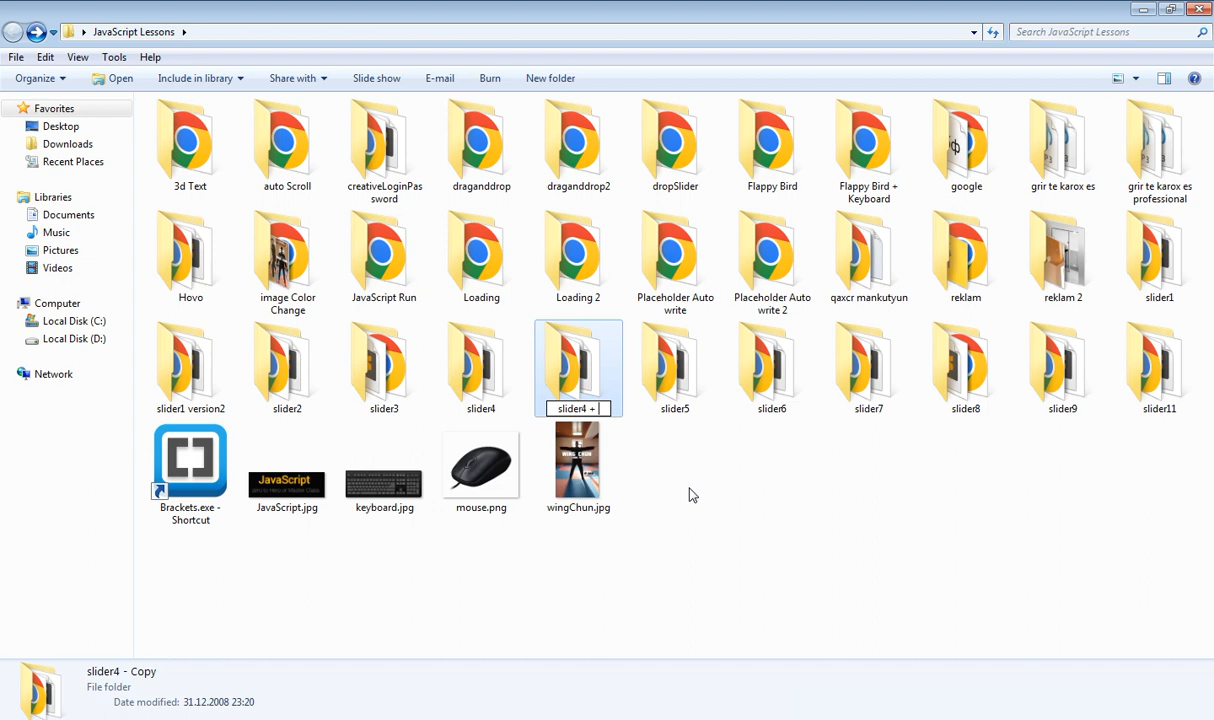 JavaScript Lessons
Search JavaScript Lessons
File Edit View Tools Help
Organize Open Include in library Share with Slide show E-mail Burn New folder
Favorites
Desktop
Downloads
Recent Places
Libraries
Documents
Music
Pictures
Videos
Computer
Local Disk (C:)
Local Disk (D:)
Network
3d Text
auto Scroll
creativeLoginPas
sword
draganddrop
draganddrop2
dropSlider
Flappy Bird
Flappy Bird +
Keyboard
google
grir te karox es
grir te karox es
professional
Hovo
image Color
Change
JavaScript Run
Loading
Loading 2
Placeholder Auto
write
Placeholder Auto
write 2
qaxcr mankutyun
reklam
reklam 2
slider1
slider1 version2
slider2
slider3
slider4
slider4 +
slider5
slider6
slider7
slider8
slider9
slider11
Brackets.exe -
Shortcut
JavaScript
JavaScript.jpg
keyboard.jpg
mouse.png
WING CHUN
wingChun.jpg
slider4 - Copy
File folder
Date modified: 31.12.2008 23:20